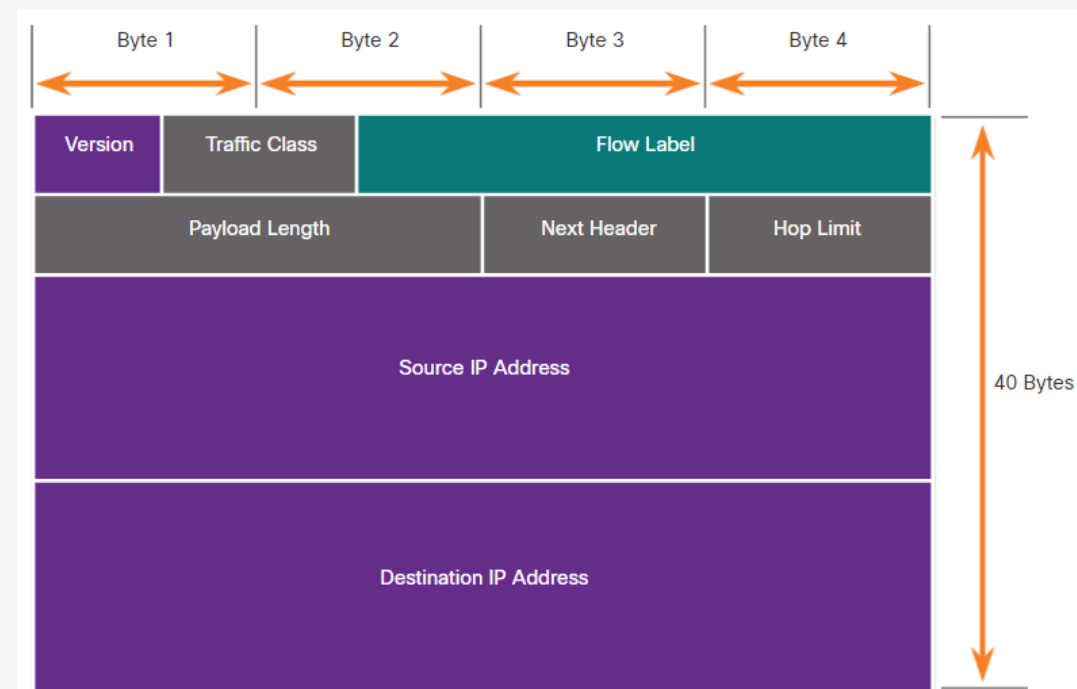 Byte 1 Byte 2 Byte 3 Byte 4
Version Traffic Class Flow Label
Payload Length Next Header Hop Limit
Source IP Address
40 Bytes
Destination IP Address